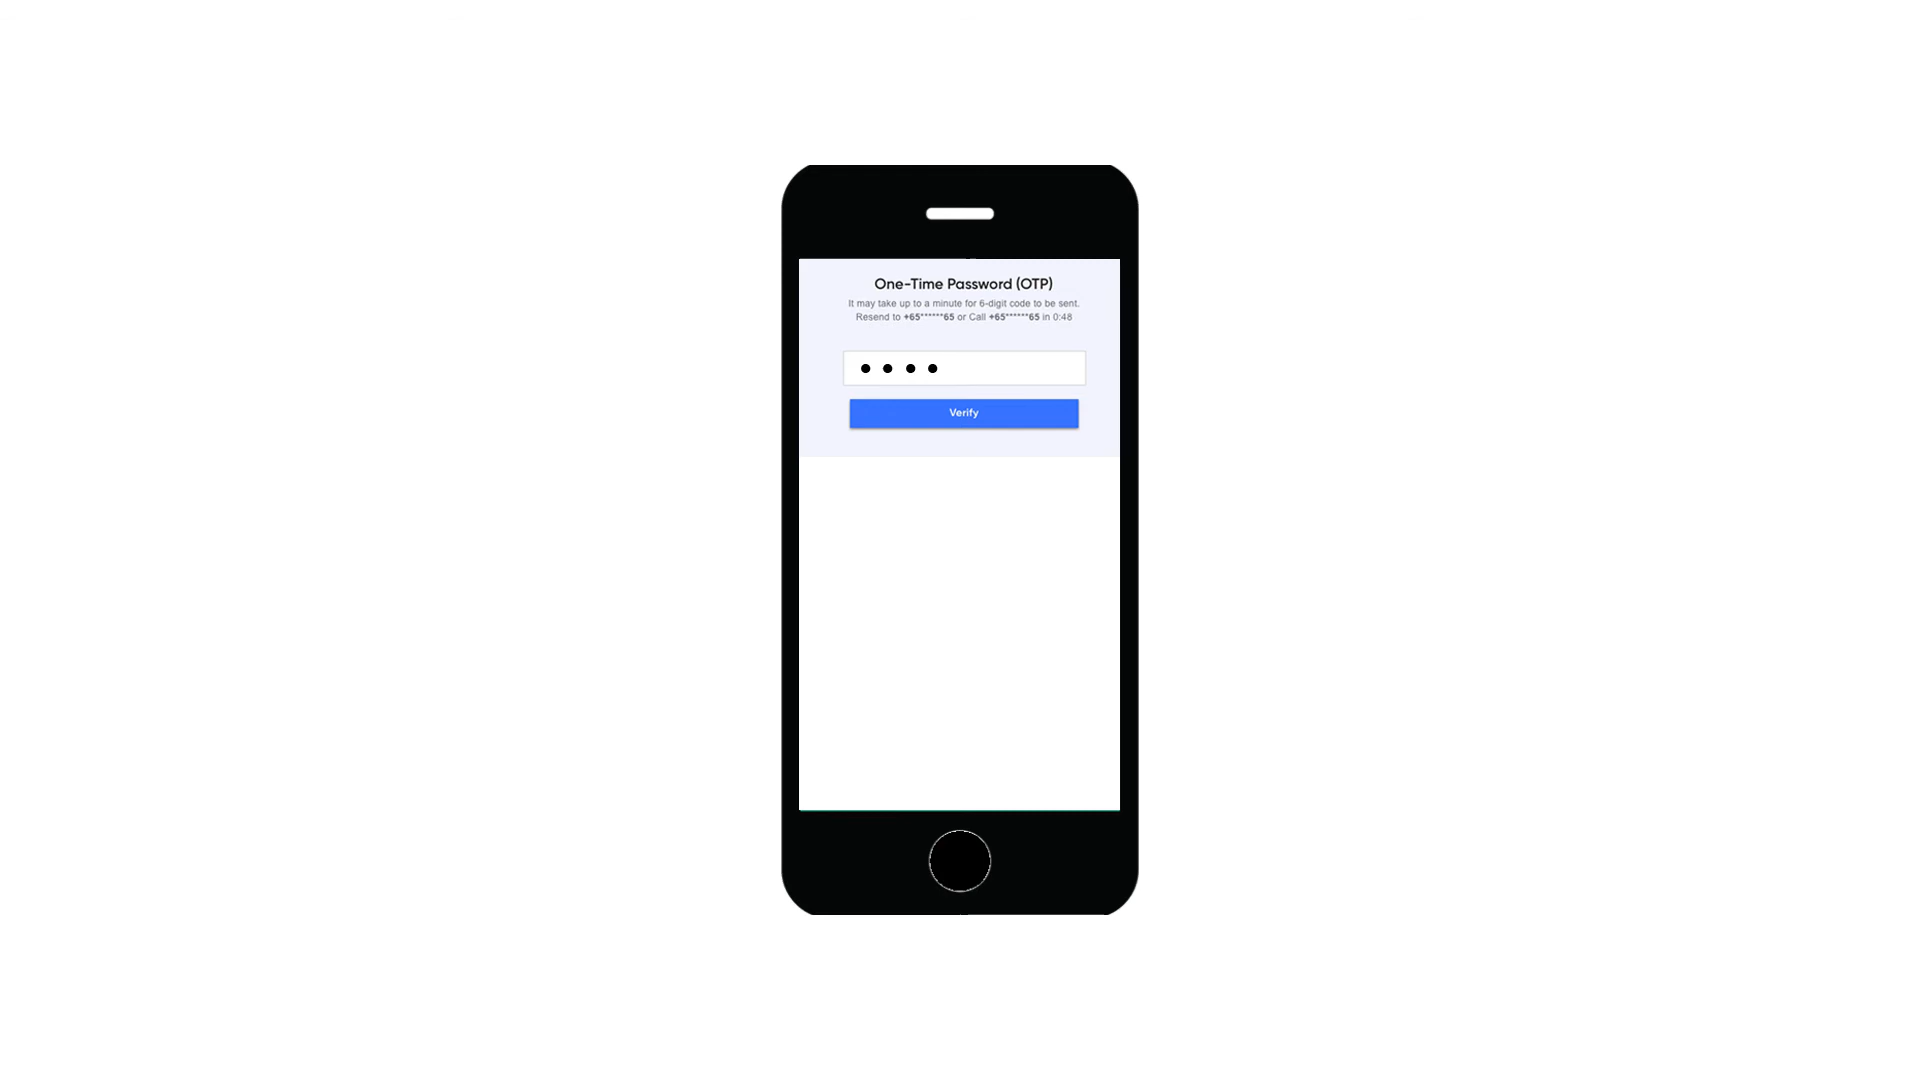 One-Time Password (OTP)
It may take up to a minute for 6-digit code to be sent.
Resend to +65******65 or Call +65******65 in 0:48
Verify